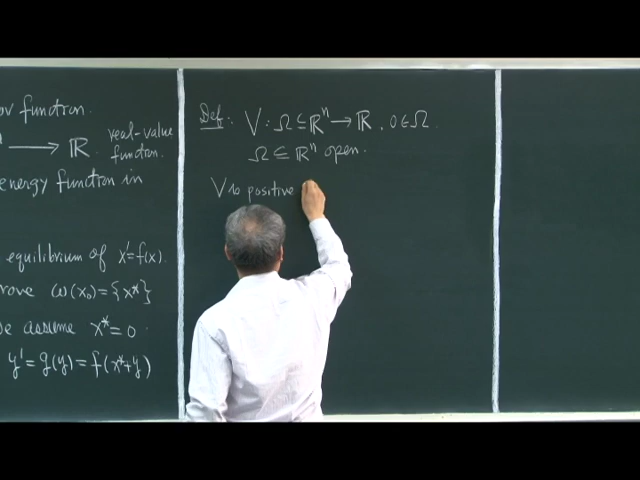 ov function.
⟶ ℝ. real-value
function.
energy function in
equilibrium of x'=f(x).
rove ω(x₀)={x*}
assume x*=0.
y'=g(y)=f(x*+y)
Def: V: Ω⊆ℝⁿ→ℝ, 0∈Ω.
Ω⊆ℝⁿ open.
V is positive